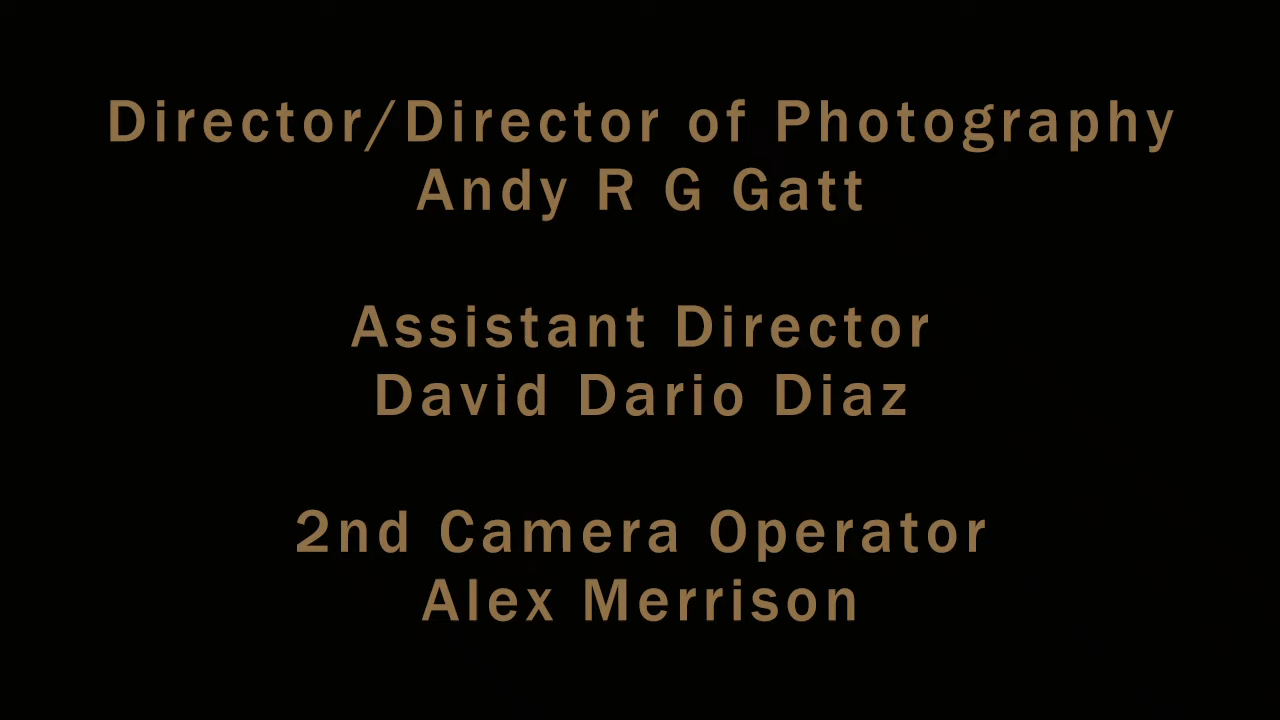 Director/Director of Photography
Andy R G Gatt
Assistant Director
David Dario Diaz
2nd Camera Operator
Alex Merrison